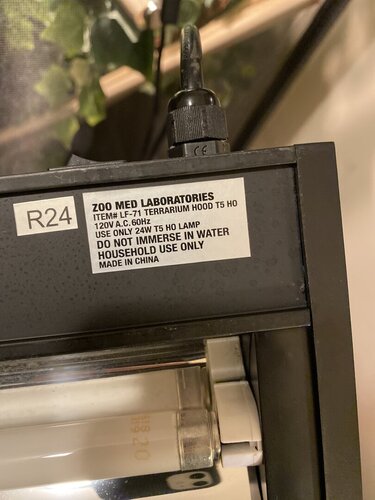 ZOO MED LABORATORIES
ITEM# LF-71 TERRARIUM HOOD T5 HO
120V A.C. 60Hz
USE ONLY 24W T5 HO LAMP
DO NOT IMMERSE IN WATER
HOUSEHOLD USE ONLY
MADE IN CHINA
R24
CE